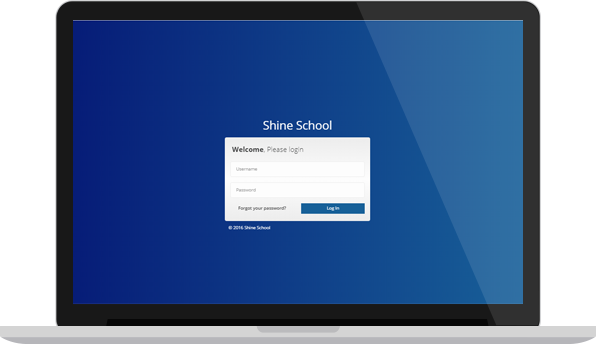 Shine School
Welcome, Please login
Username
Password
Forgot your password?
Log In
© 2016 Shine School